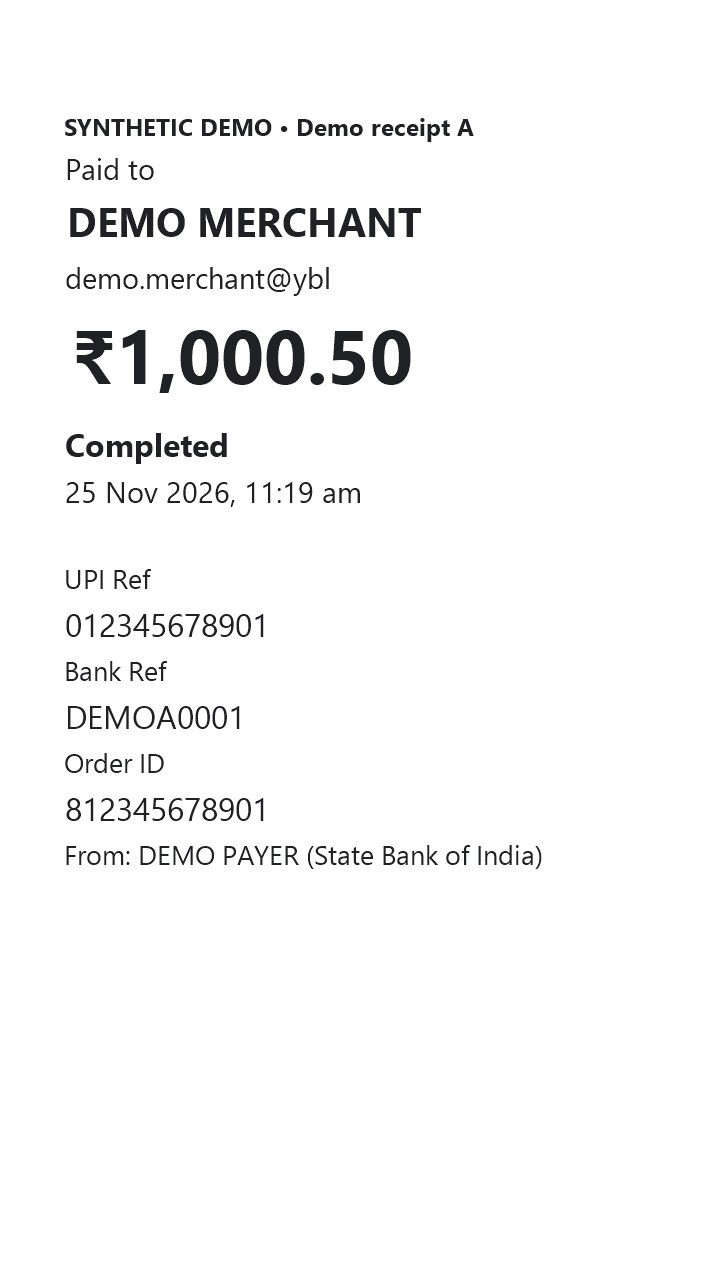 SYNTHETIC DEMO • Demo receipt A
Paid to
DEMO MERCHANT
demo.merchant@ybl
₹1,000.50
Completed
25 Nov 2026, 11:19 am
UPI Ref
012345678901
Bank Ref
DEMOA0001
Order ID
812345678901
From: DEMO PAYER (State Bank of India)